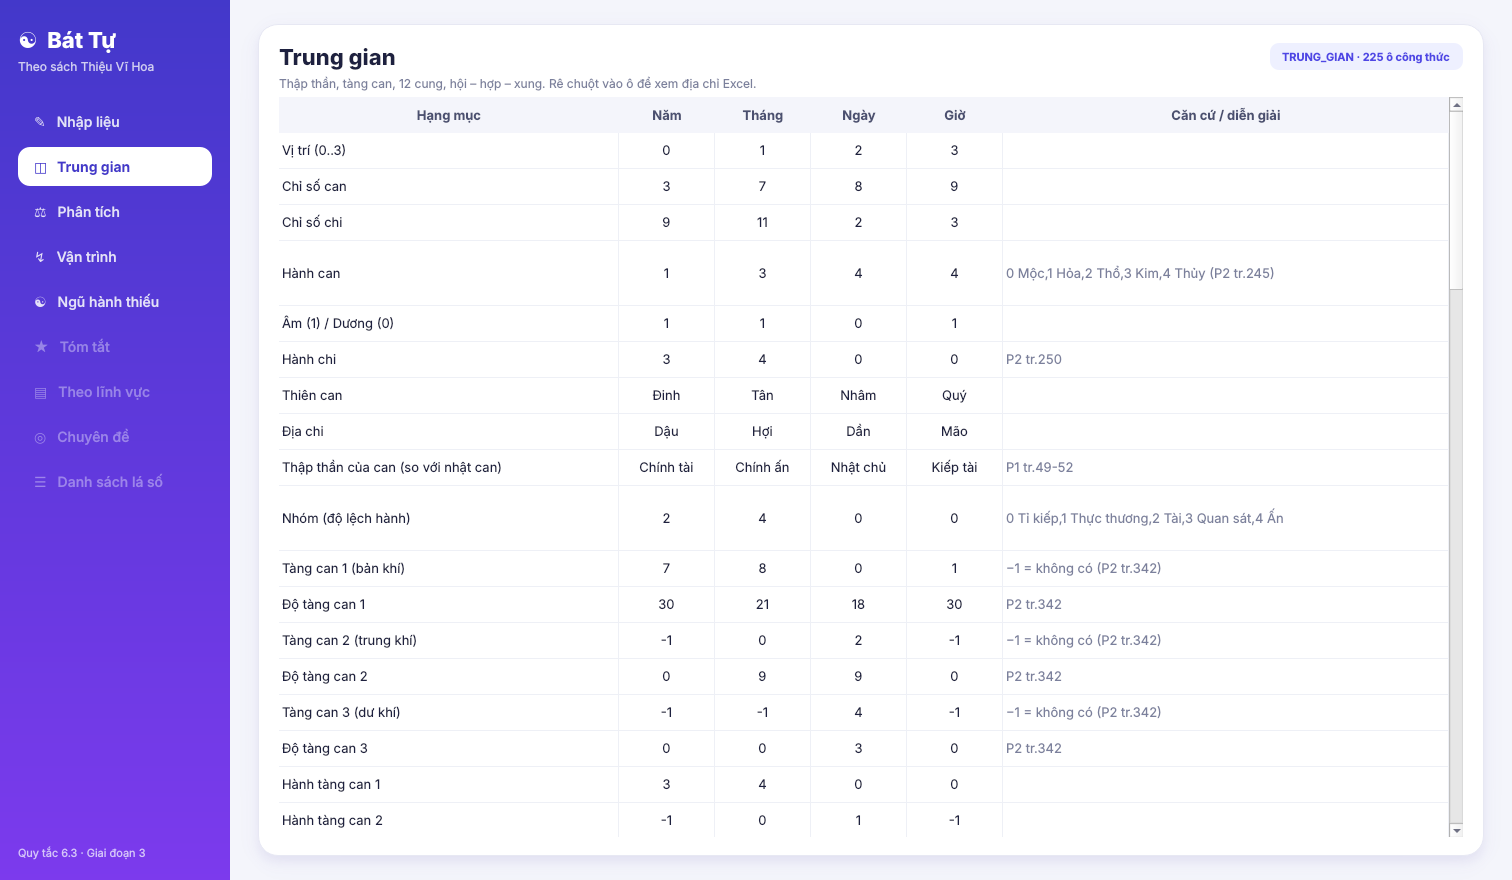 Bát Tự
Theo sách Thiệu Vĩ Hoa
Nhập liệu
Trung gian
Phân tích
Vận trình
Ngũ hành thiếu
Tóm tắt
Theo lĩnh vực
Chuyên đề
Danh sách lá số
Quy tắc 6.3 · Giai đoạn 3
Trung gian
TRUNG_GIAN · 225 ô công thức
Thập thần, tàng can, 12 cung, hội – hợp – xung. Rê chuột vào ô để xem địa chỉ Excel.
Hạng mục Năm Tháng Ngày Giờ Căn cứ / diễn giải
Vị trí (0..3) 0 1 2 3
Chỉ số can 3 7 8 9
Chỉ số chi 9 11 2 3
Hành can 1 3 4 4 0 Mộc,1 Hỏa,2 Thổ,3 Kim,4 Thủy (P2 tr.245)
Âm (1) / Dương (0) 1 1 0 1
Hành chi 3 4 0 0 P2 tr.250
Thiên can Đinh Tân Nhâm Quý
Địa chi Dậu Hợi Dần Mão
Thập thần của can (so với nhật can) Chính tài Chính ấn Nhật chủ Kiếp tài P1 tr.49-52
Nhóm (độ lệch hành) 2 4 0 0 0 Tỉ kiếp,1 Thực thương,2 Tài,3 Quan sát,4 Ấn
Tàng can 1 (bản khí) 7 8 0 1 −1 = không có (P2 tr.342)
Độ tàng can 1 30 21 18 30 P2 tr.342
Tàng can 2 (trung khí) -1 0 2 -1 −1 = không có (P2 tr.342)
Độ tàng can 2 0 9 9 0 P2 tr.342
Tàng can 3 (dư khí) -1 -1 4 -1 −1 = không có (P2 tr.342)
Độ tàng can 3 0 0 3 0 P2 tr.342
Hành tàng can 1 3 4 0 0
Hành tàng can 2 -1 0 1 -1